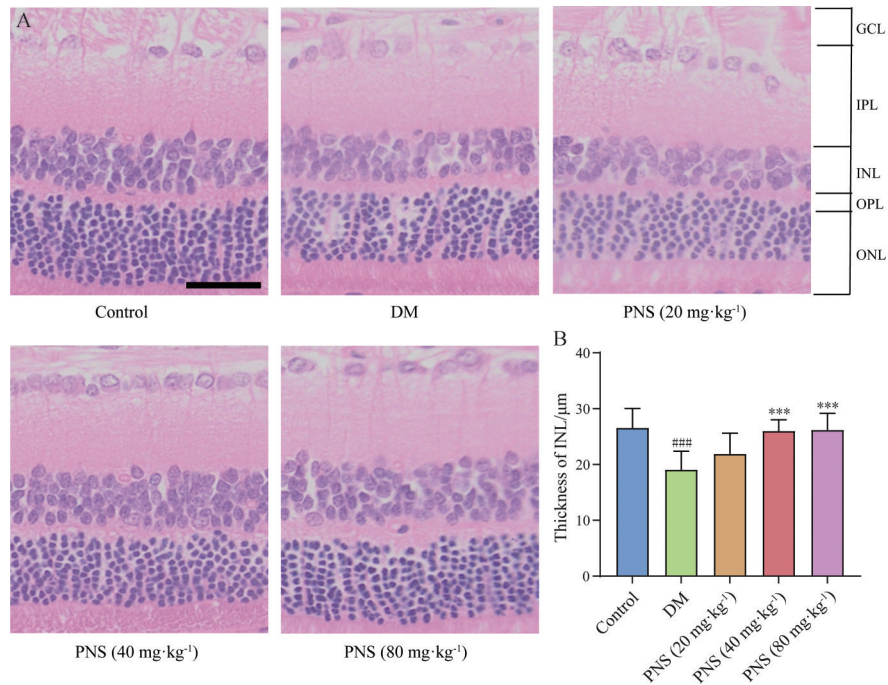 A
GCL
IPL
INL
OPL
ONL
Control
DM
PNS (20 mg·kg⁻¹)
PNS (40 mg·kg⁻¹)
PNS (80 mg·kg⁻¹)
B
Thickness of INL/μm
40
30
20
10
0
###
***
***
Control
DM
PNS (20 mg·kg⁻¹)
PNS (40 mg·kg⁻¹)
PNS (80 mg·kg⁻¹)